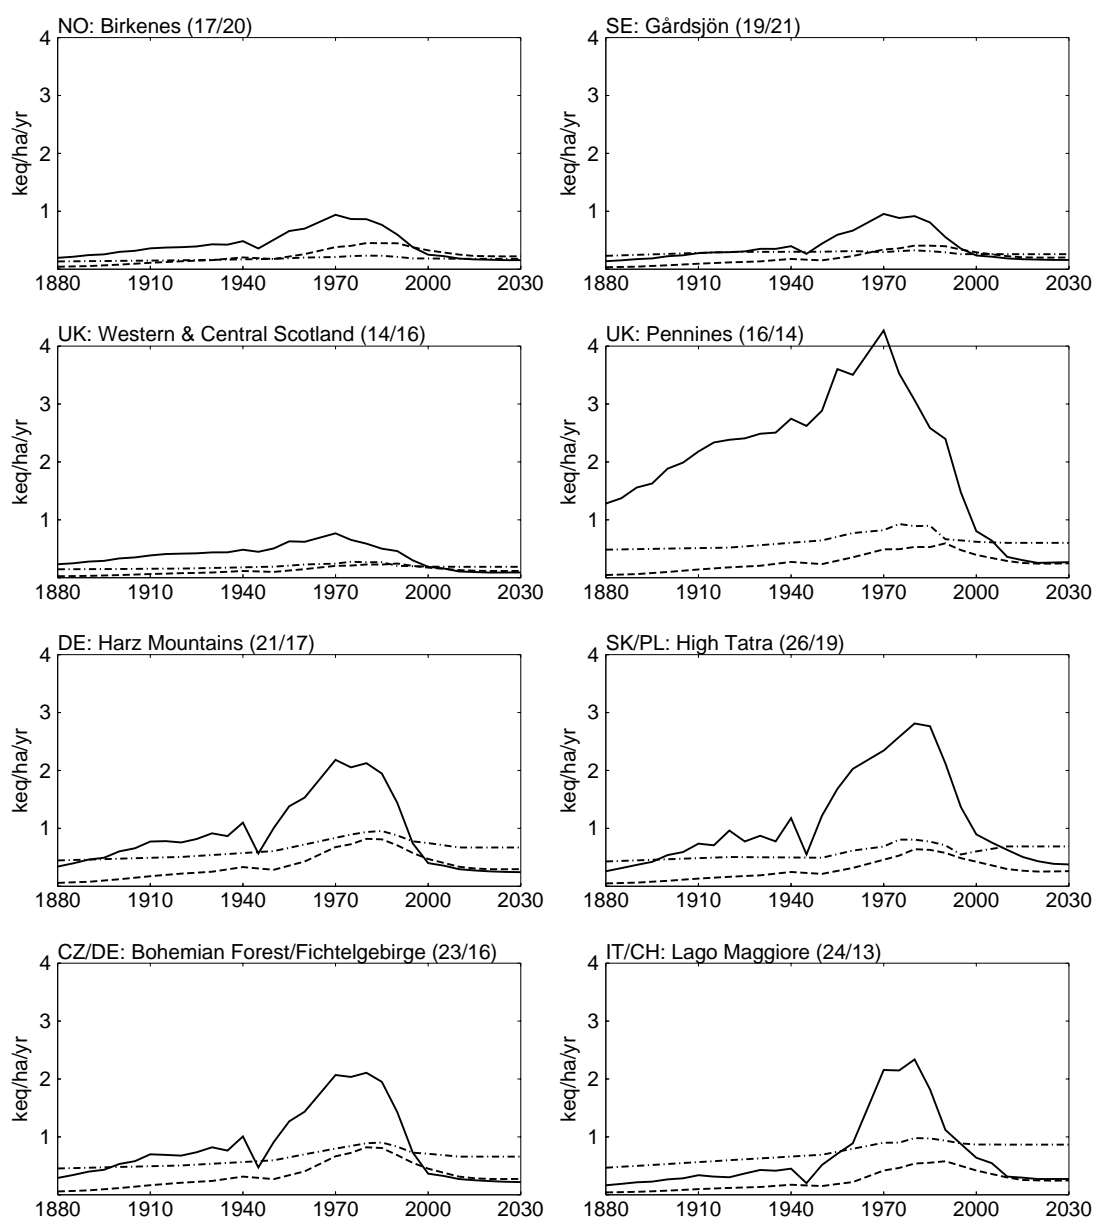 NO: Birkenes (17/20)
4
3
2
1
keq/ha/yr
1880 1910 1940 1970 2000 2030
SE: Gårdsjön (19/21)
4
3
2
1
keq/ha/yr
1880 1910 1940 1970 2000 2030
UK: Western & Central Scotland (14/16)
4
3
2
1
keq/ha/yr
1880 1910 1940 1970 2000 2030
UK: Pennines (16/14)
4
3
2
1
keq/ha/yr
1880 1910 1940 1970 2000 2030
DE: Harz Mountains (21/17)
4
3
2
1
keq/ha/yr
1880 1910 1940 1970 2000 2030
SK/PL: High Tatra (26/19)
4
3
2
1
keq/ha/yr
1880 1910 1940 1970 2000 2030
CZ/DE: Bohemian Forest/Fichtelgebirge (23/16)
4
3
2
1
keq/ha/yr
1880 1910 1940 1970 2000 2030
IT/CH: Lago Maggiore (24/13)
4
3
2
1
keq/ha/yr
1880 1910 1940 1970 2000 2030